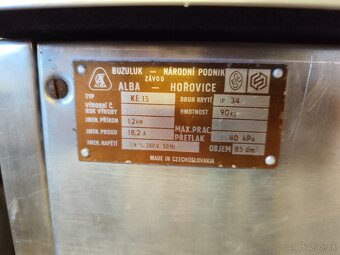 BUZULUK – NÁRODNÍ PODNIK
ZÁVOD
ALBA – HOŘOVICE
TYP KE 15 DRUH KRYTÍ IP 34
VÝROBNÍ Č.
ROK VÝROBY HMOTNOST 90 kg
JMEN. PŘÍKON 12 kW
JMEN. PROUD 18,2 A MAX. PRAC. PŘETLAK 40 kPa
JMEN. NAPĚTÍ 380 V, 50 Hz OBJEM 85 dm³
MADE IN CZECHOSLOVAKIA
bazos.sk